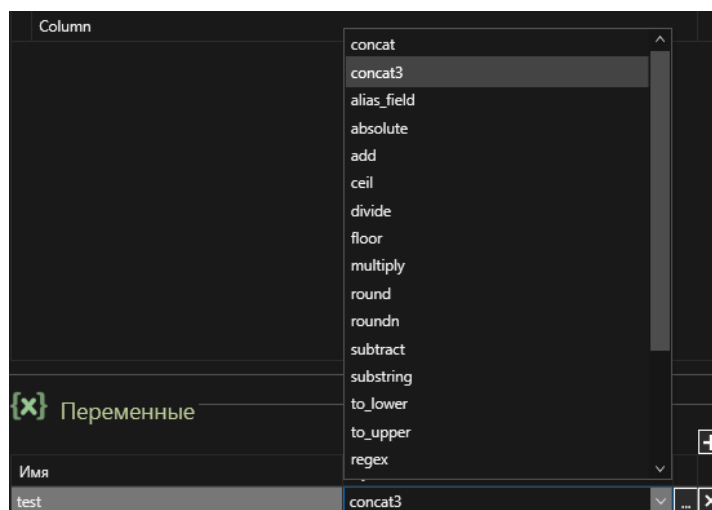 Column
concat
concat3
alias_field
absolute
add
ceil
divide
floor
multiply
round
roundn
subtract
substring
to_lower
to_upper
regex
{x} Переменные
Имя
test
concat3
...